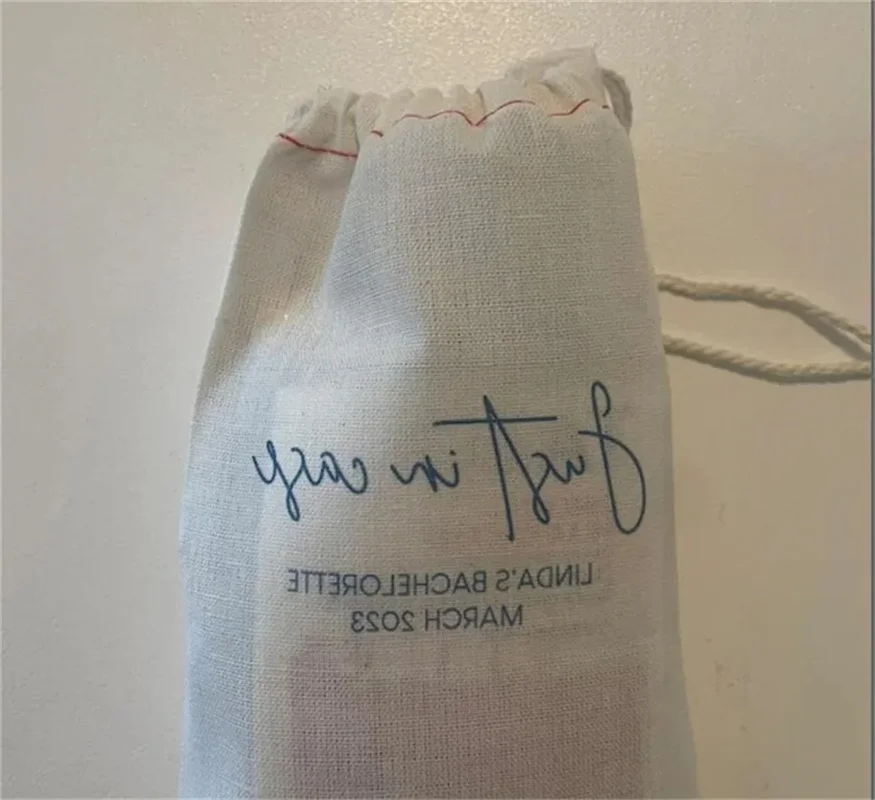 Just in case
LINDA'S BACHELORETTE
MARCH 2023